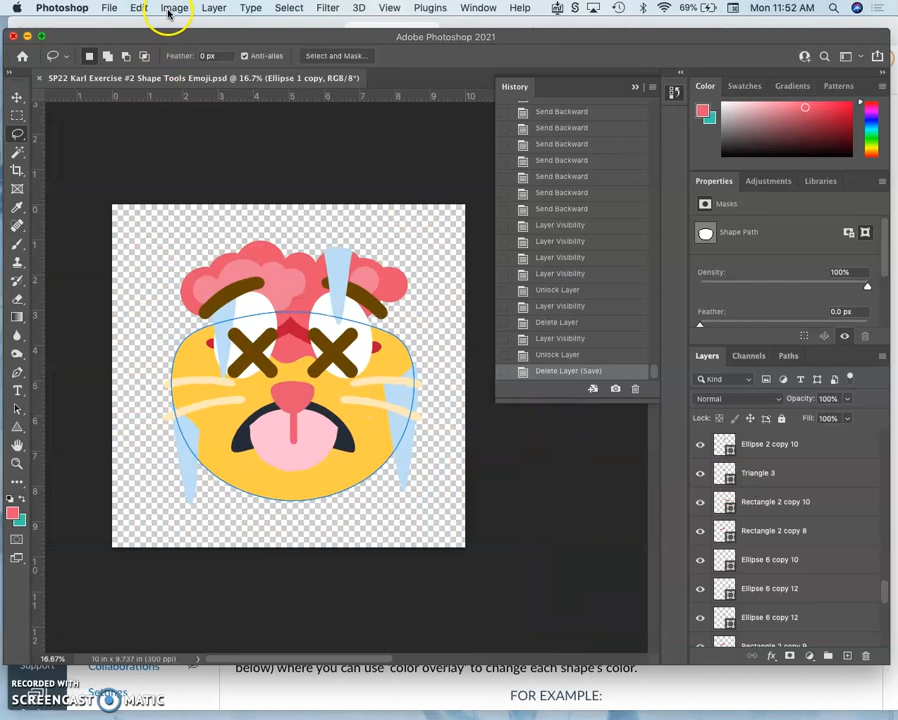 Photoshop File Edit Image Layer Type Select Filter 3D View Plugins Window Help 69% Mon 11:52 AM
Adobe Photoshop 2021
Feather: 0 px Anti-alias Select and Mask...
SP22 Karl Exercise #2 Shape Tools Emoji.psd @ 16.7% (Ellipse 1 copy, RGB/8*)
History
Send Backward
Send Backward
Send Backward
Send Backward
Send Backward
Send Backward
Send Backward
Layer Visibility
Layer Visibility
Layer Visibility
Layer Visibility
Unlock Layer
Layer Visibility
Delete Layer
Layer Visibility
Unlock Layer
Delete Layer (Save)
Color Swatches Gradients Patterns
Properties Adjustments Libraries
Masks
Shape Path
Density: 100%
Feather: 0.0 px
Layers Channels Paths
Kind
Normal Opacity: 100%
Lock: Fill: 100%
Ellipse 2 copy 10
Triangle 3
Rectangle 2 copy 10
Rectangle 2 copy 8
Ellipse 6 copy 10
Ellipse 6 copy 12
Ellipse 6 copy 12
Rectangle 2 copy 9
16.67% 10 in x 9.737 in (300 ppi)
Support
Collaborations
below) where you can use 'color overlay' to change each shape's color.
Settings
FOR EXAMPLE:
RECORDED WITH
SCREENCAST MATIC